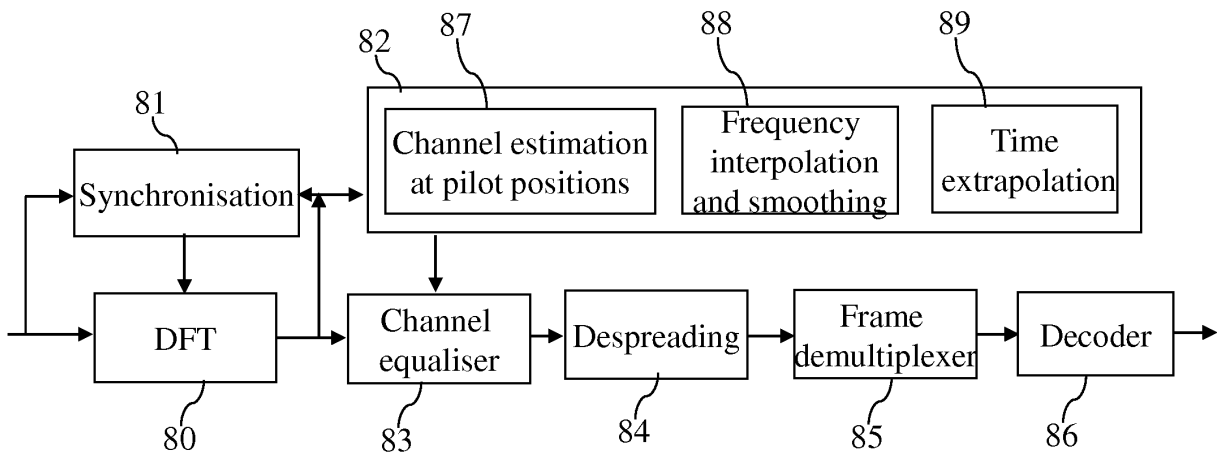 87
88
89
82
81
Channel estimation
at pilot positions
Frequency
interpolation
and smoothing
Time
extrapolation
Synchronisation
DFT
Channel
equaliser
Despreading
Frame
demultiplexer
Decoder
80
83
84
85
86